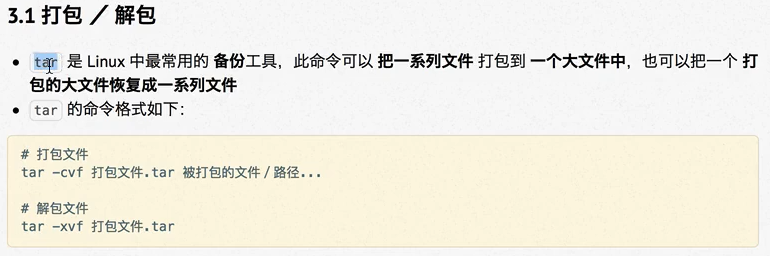 3.1 打包 / 解包
tar 是 Linux 中最常用的 备份工具，此命令可以 把一系列文件 打包到 一个大文件中，也可以把一个 打
包的大文件恢复成一系列文件
tar 的命令格式如下：
# 打包文件
tar -cvf 打包文件.tar 被打包的文件／路径...
# 解包文件
tar -xvf 打包文件.tar